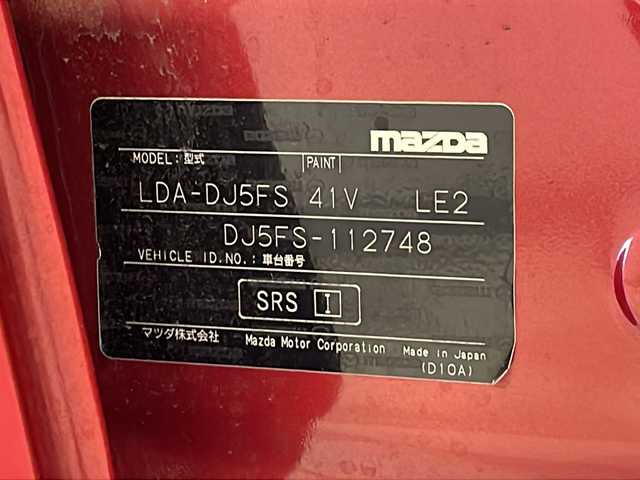 mazda
MODEL:型式 |PAINT|
LDA-DJ5FS 41V LE2
DJ5FS-112748
VEHICLE ID.NO.:車台番号
SRS I
マツダ株式会社 Mazda Motor Corporation Made in Japan
(D10A)